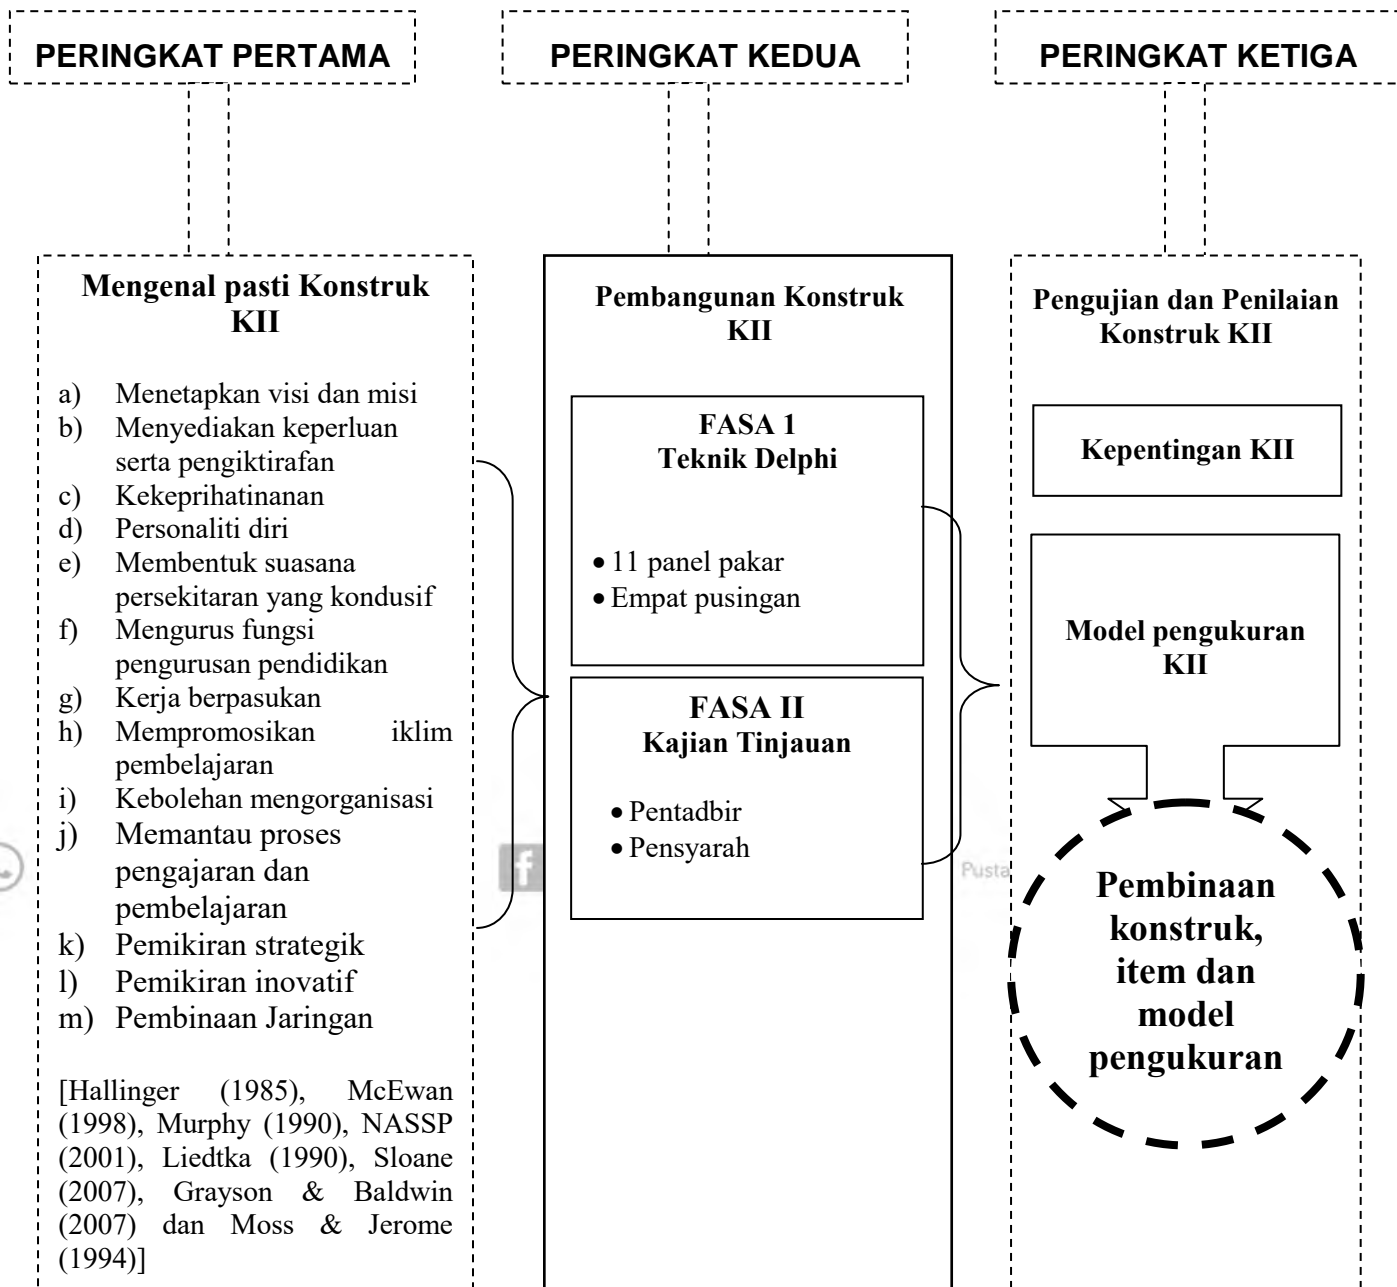 PERINGKAT PERTAMA
PERINGKAT KEDUA
PERINGKAT KETIGA
Mengenal pasti Konstruk
KII
a) Menetapkan visi dan misi
b) Menyediakan keperluan
serta pengiktirafan
c) Kekeprihatinanan
d) Personaliti diri
e) Membentuk suasana
persekitaran yang kondusif
f) Mengurus fungsi
pengurusan pendidikan
g) Kerja berpasukan
h) Mempromosikan iklim
pembelajaran
i) Kebolehan mengorganisasi
j) Memantau proses
pengajaran dan
pembelajaran
k) Pemikiran strategik
l) Pemikiran inovatif
m) Pembinaan Jaringan
[Hallinger (1985), McEwan
(1998), Murphy (1990), NASSP
(2001), Liedtka (1990), Sloane
(2007), Grayson & Baldwin
(2007) dan Moss & Jerome
(1994)]
Pembangunan Konstruk
KII
FASA 1
Teknik Delphi
• 11 panel pakar
• Empat pusingan
FASA II
Kajian Tinjauan
• Pentadbir
• Pensyarah
f
Pusta
Pengujian dan Penilaian
Konstruk KII
Kepentingan KII
Model pengukuran
KII
Pembinaan
konstruk,
item dan
model
pengukuran